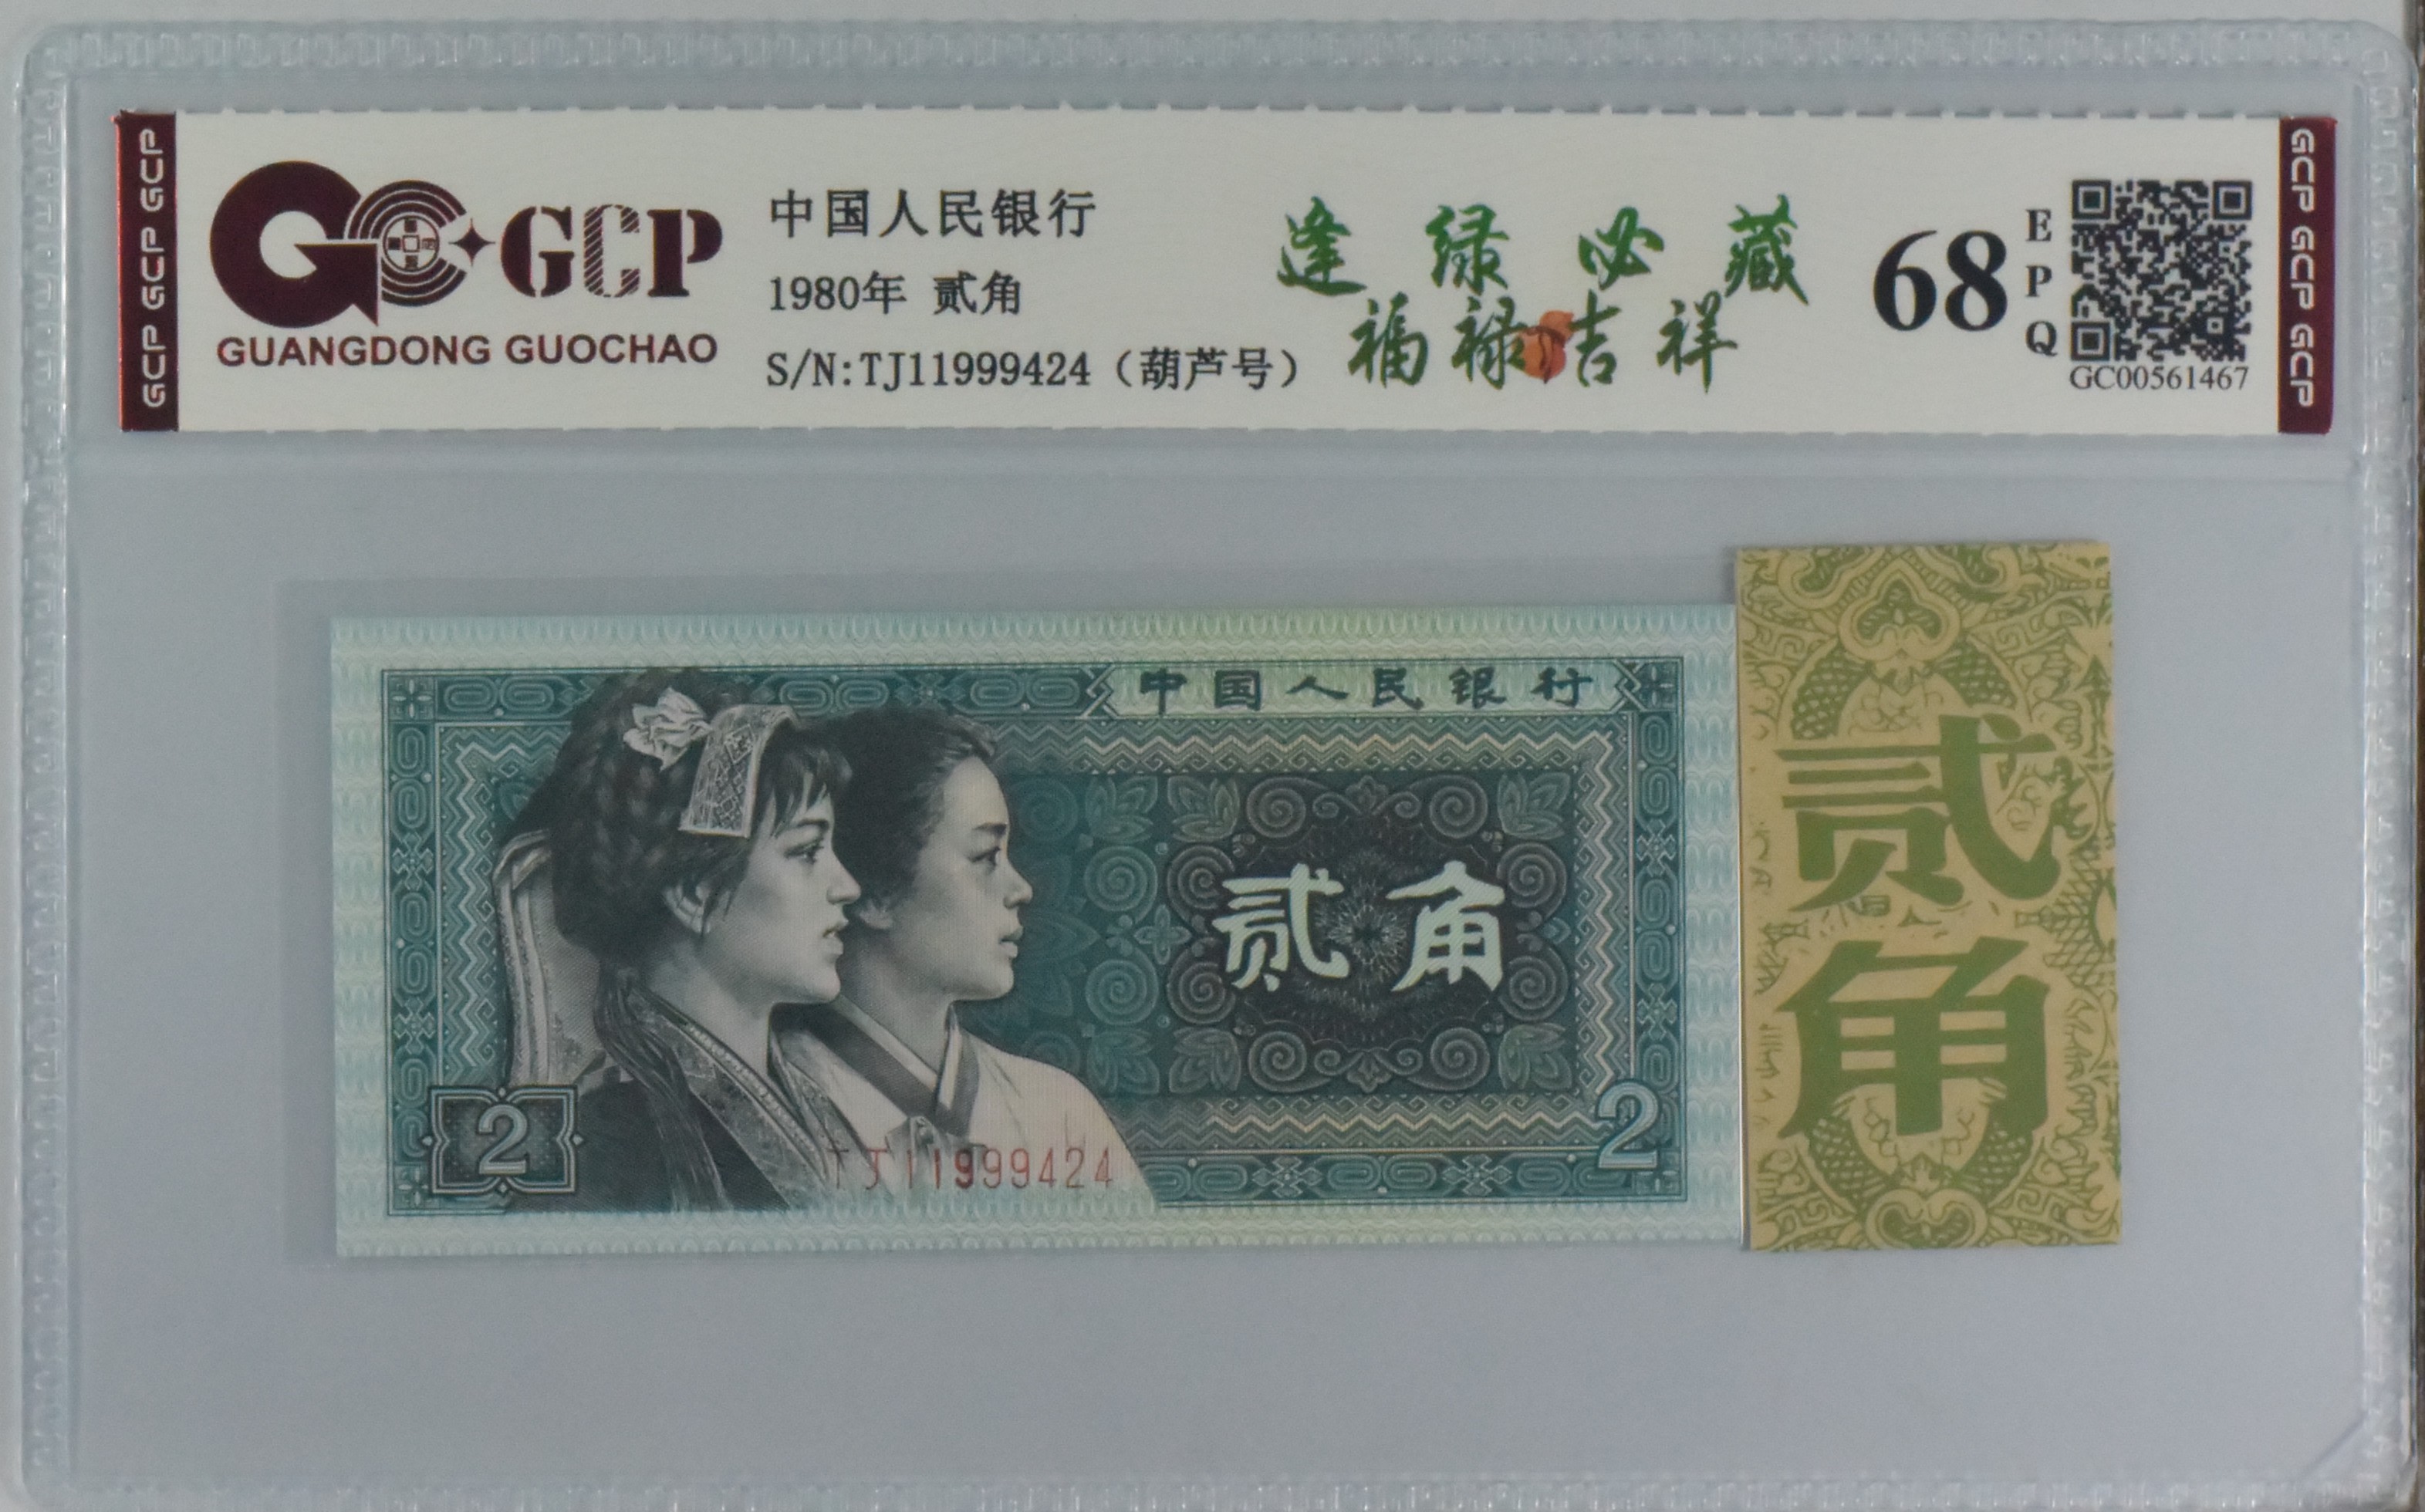 GCP GCP GCP
GCP
GUANGDONG GUOCHAO
中国人民银行
1980年 贰角
S/N:TJ11999424（葫芦号）
逢绿必藏
福禄吉祥
68
EPQ
GC00561467
GCP GCP GCP
中国人民银行
贰角
2
TJ11999424
2
贰角